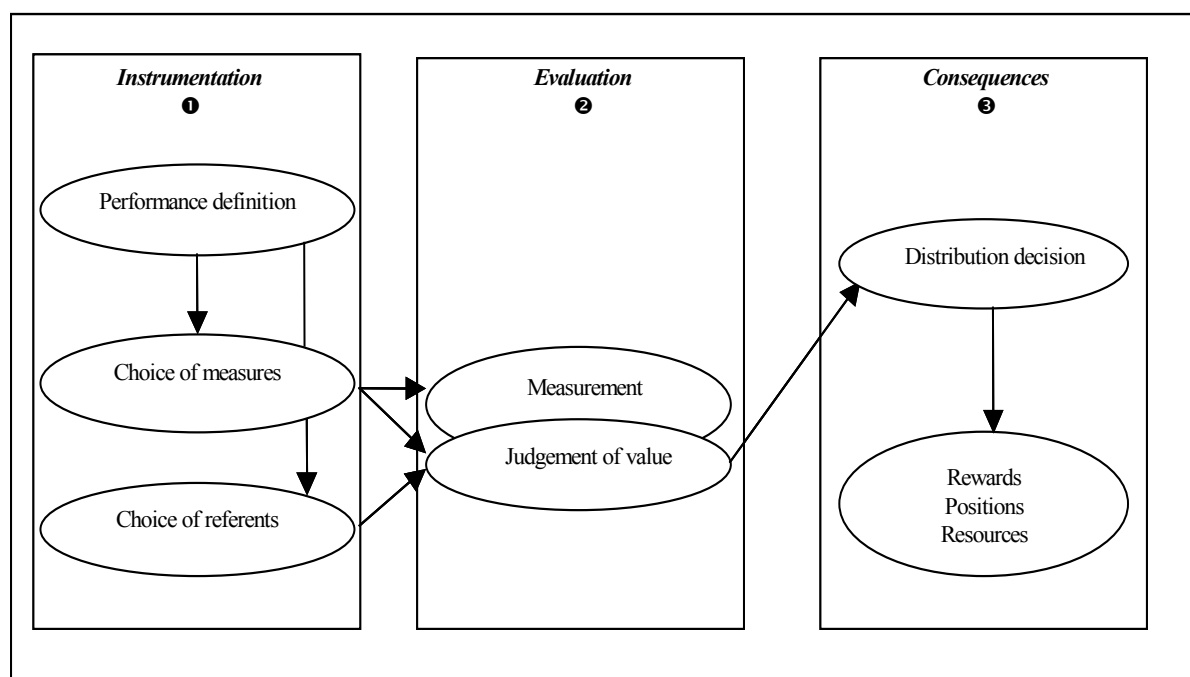 Instrumentation
❶
Performance definition
Choice of measures
Choice of referents
Evaluation
❷
Measurement
Judgement of value
Consequences
❸
Distribution decision
Rewards
Positions
Resources